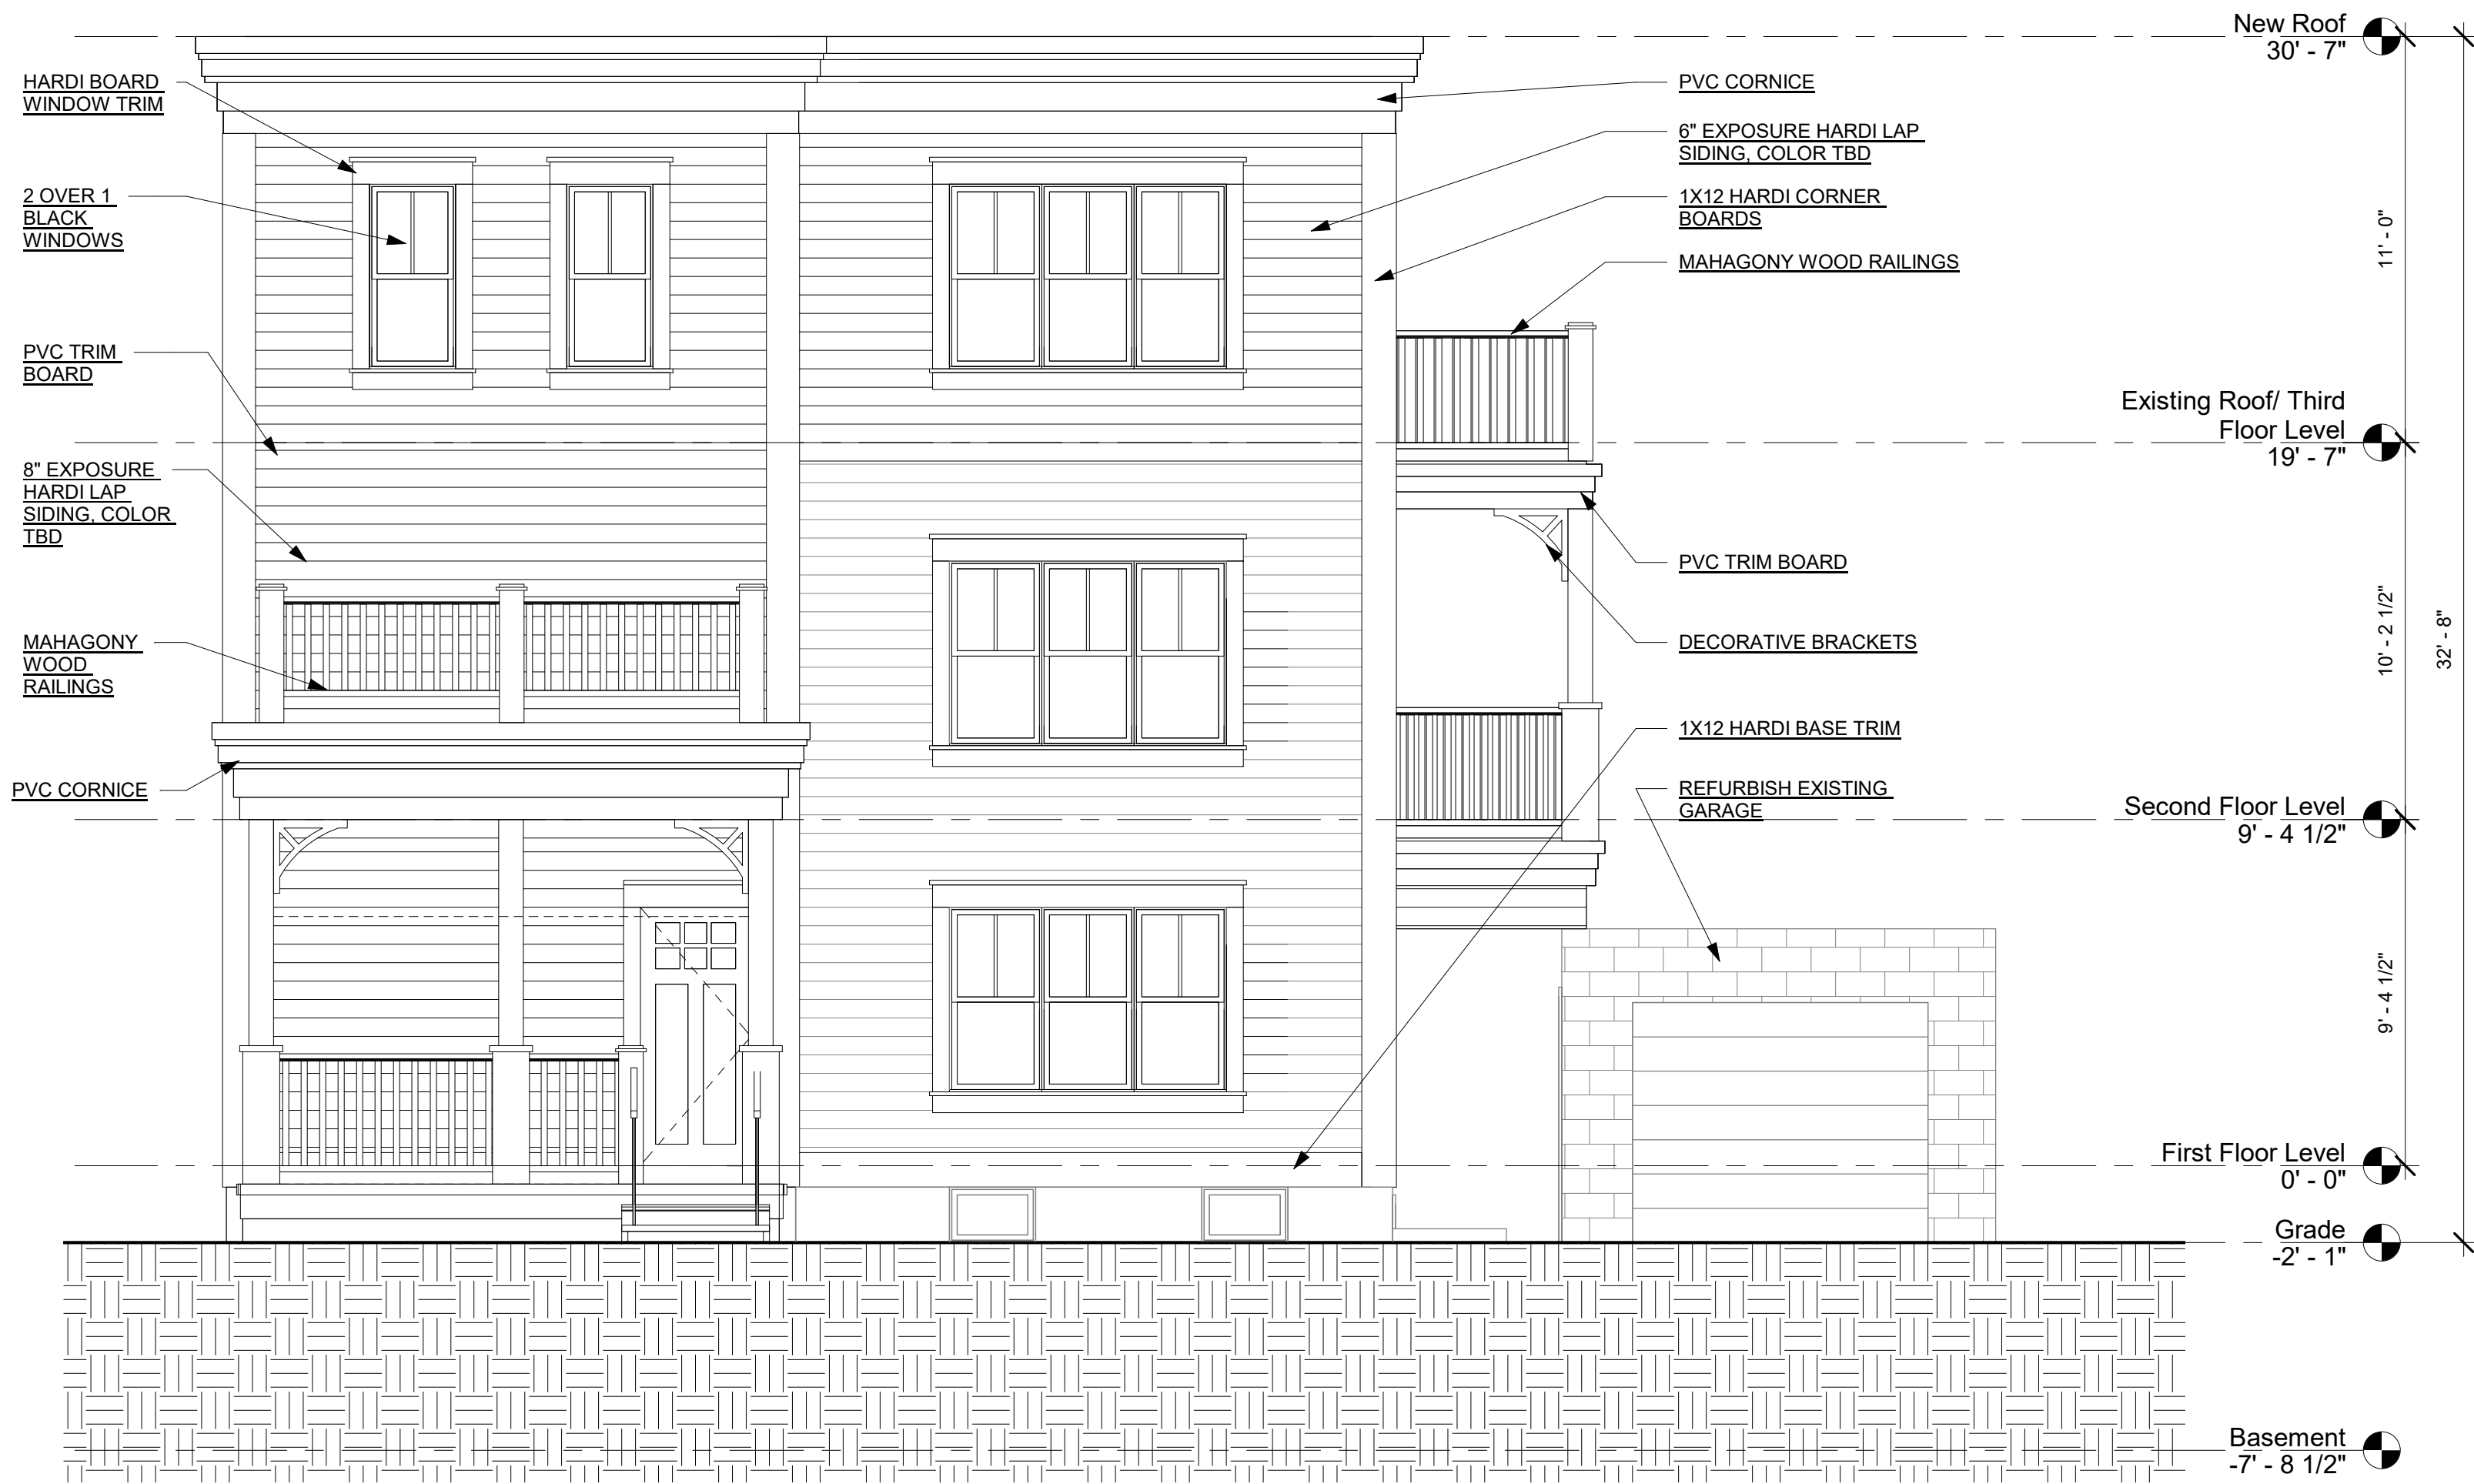 HARDI BOARD
WINDOW TRIM
2 OVER 1
BLACK
WINDOWS
PVC TRIM
BOARD
8" EXPOSURE
HARDI LAP
SIDING, COLOR
TBD
MAHAGONY
WOOD
RAILINGS
PVC CORNICE
PVC CORNICE
6" EXPOSURE HARDI LAP
SIDING, COLOR TBD
1X12 HARDI CORNER
BOARDS
MAHAGONY WOOD RAILINGS
PVC TRIM BOARD
DECORATIVE BRACKETS
1X12 HARDI BASE TRIM
REFURBISH EXISTING
GARAGE
New Roof
30' - 7"
Existing Roof/ Third
Floor Level
19' - 7"
Second Floor Level
9' - 4 1/2"
First Floor Level
0' - 0"
Grade
-2' - 1"
Basement
-7' - 8 1/2"
11' - 0"
10' - 2 1/2"
9' - 4 1/2"
32' - 8"